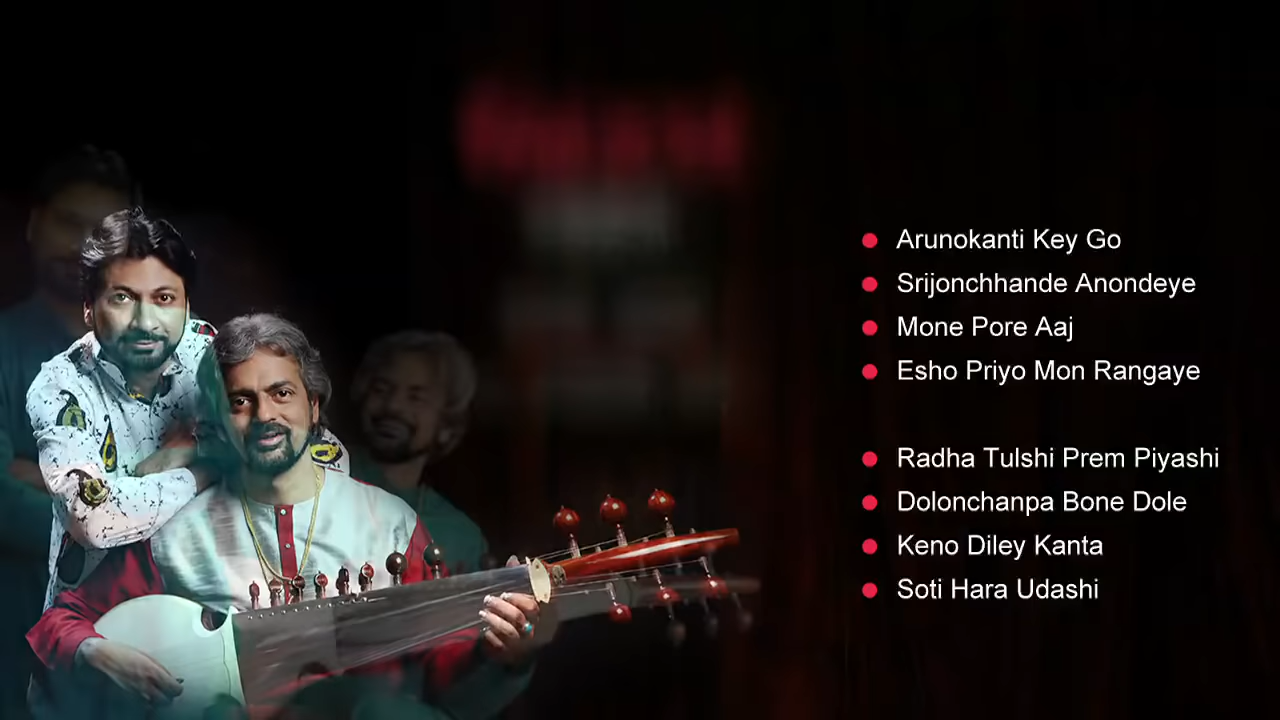 Arunokanti Key Go
Srijonchhande Anondeye
Mone Pore Aaj
Esho Priyo Mon Rangaye
Radha Tulshi Prem Piyashi
Dolonchanpa Bone Dole
Keno Diley Kanta
Soti Hara Udashi